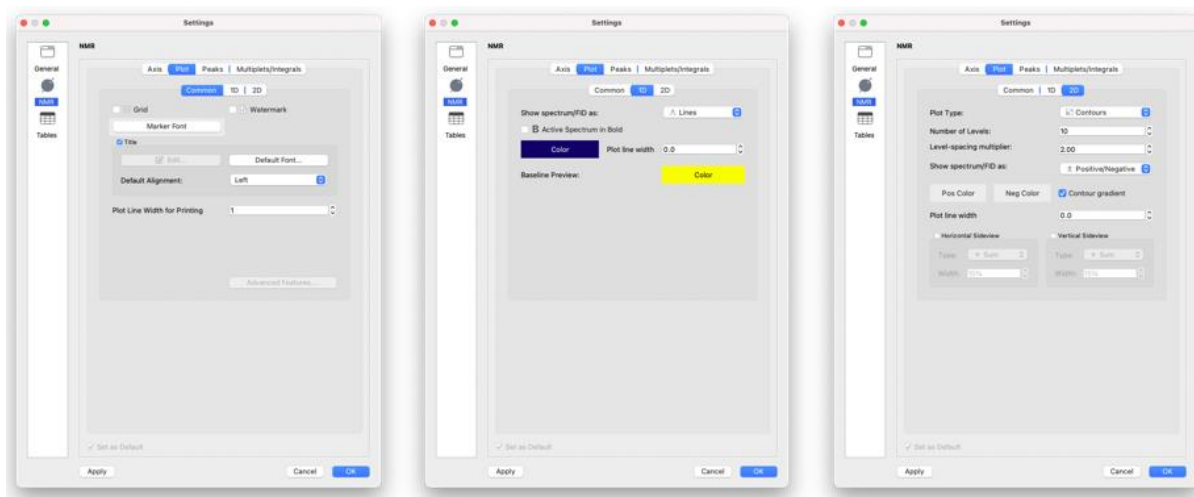 Settings
NMR
General
NMR
Tables
Axis Plot Peaks Multiplets/Integrals
Common 1D 2D
Grid Watermark
Marker Font
Title
Edit... Default Font...
Default Alignment: Left
Plot Line Width for Printing 1
Advanced Features...
Set as Default
Apply Cancel OK
Settings
NMR
General
NMR
Tables
Axis Plot Peaks Multiplets/Integrals
Common 1D 2D
Show spectrum/FID as: Lines
B Active Spectrum in Bold
Color Plot line width 0.0
Baseline Preview: Color
Set as Default
Apply Cancel OK
Settings
NMR
General
NMR
Tables
Axis Plot Peaks Multiplets/Integrals
Common 1D 2D
Plot Type: Contours
Number of Levels: 10
Level-spacing multiplier: 2.00
Show spectrum/FID as: ± Positive/Negative
Pos Color Neg Color Contour gradient
Plot line width 0.0
Horizontal Sideview Vertical Sideview
Type: + Sum Type: + Sum
Width: 15% Width: 15%
Set as Default
Apply Cancel OK